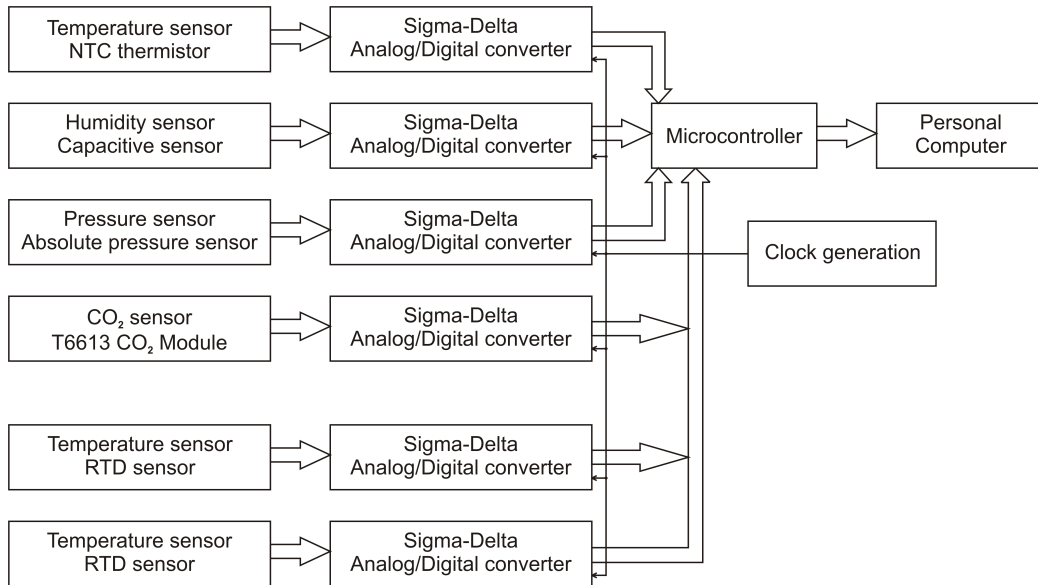 Temperature sensor
NTC thermistor
Sigma-Delta
Analog/Digital converter
Humidity sensor
Capacitive sensor
Sigma-Delta
Analog/Digital converter
Microcontroller
Personal
Computer
Pressure sensor
Absolute pressure sensor
Sigma-Delta
Analog/Digital converter
Clock generation
CO₂ sensor
T6613 CO₂ Module
Sigma-Delta
Analog/Digital converter
Temperature sensor
RTD sensor
Sigma-Delta
Analog/Digital converter
Temperature sensor
RTD sensor
Sigma-Delta
Analog/Digital converter